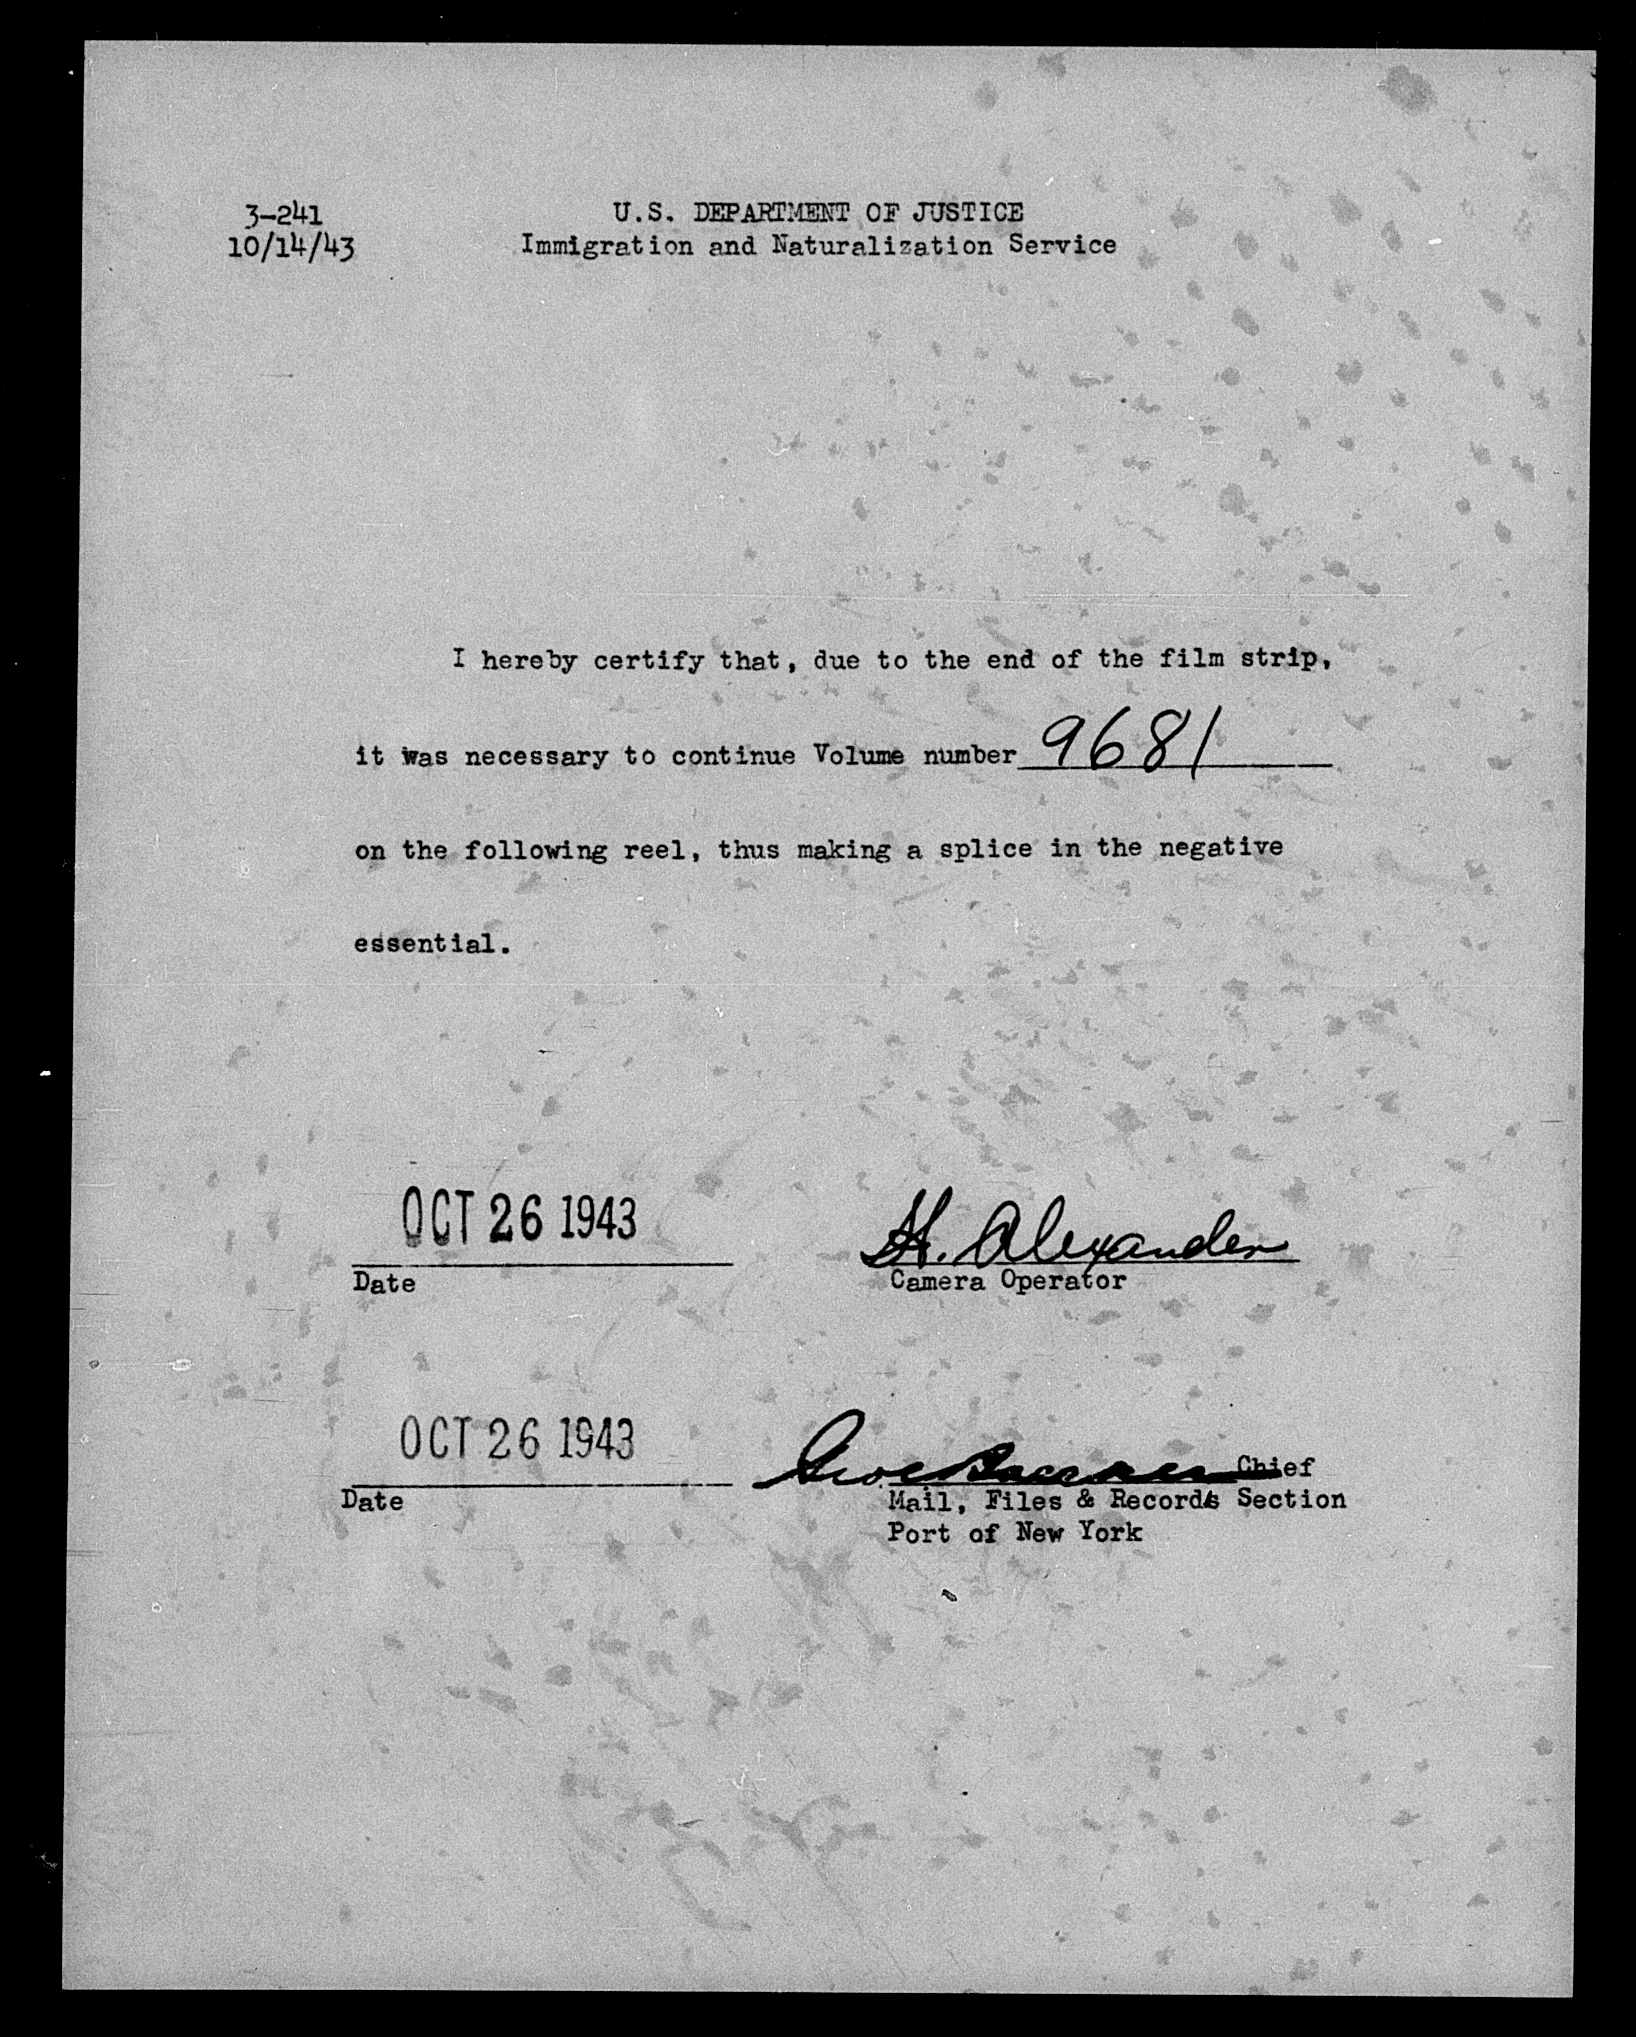 3-241
10/14/43
U.S. DEPARTMENT OF JUSTICE
Immigration and Naturalization Service
I hereby certify that, due to the end of the film strip,
it was necessary to continue Volume number 9681
on the following reel, thus making a splice in the negative
essential.
OCT 26 1943
Date
H. Alexander
Camera Operator
OCT 26 1943
Date
Chief
Mail, Files & Records Section
Port of New York